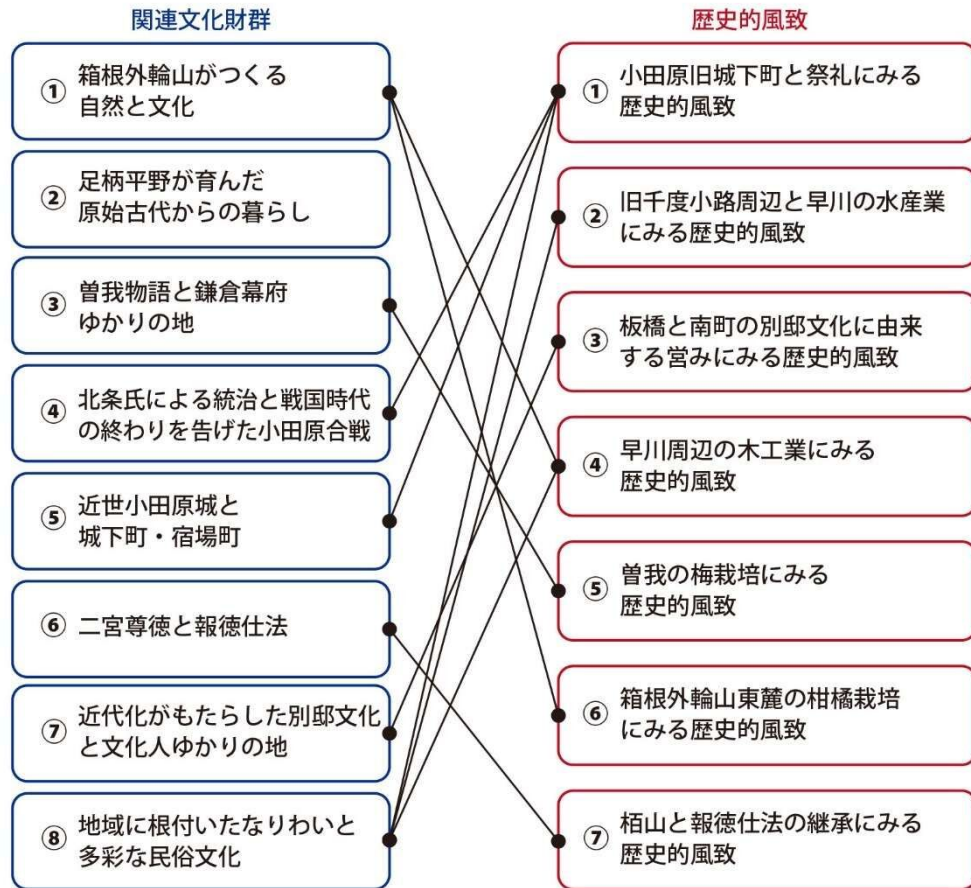 関連文化財群
① 箱根外輪山がつくる
自然と文化
② 足柄平野が育んだ
原始古代からの暮らし
③ 曽我物語と鎌倉幕府
ゆかりの地
④ 北条氏による統治と戦国時代
の終わりを告げた小田原合戦
⑤ 近世小田原城と
城下町・宿場町
⑥ 二宮尊徳と報徳仕法
⑦ 近代化がもたらした別邸文化
と文化人ゆかりの地
⑧ 地域に根付いたなりわいと
多彩な民俗文化
歴史的風致
① 小田原旧城下町と祭礼にみる
歴史的風致
② 旧千度小路周辺と早川の水産業
にみる歴史的風致
③ 板橋と南町の別邸文化に由来
する営みにみる歴史的風致
④ 早川周辺の木工業にみる
歴史的風致
⑤ 曽我の梅栽培にみる
歴史的風致
⑥ 箱根外輪山東麓の柑橘栽培
にみる歴史的風致
⑦ 栢山と報徳仕法の継承にみる
歴史的風致